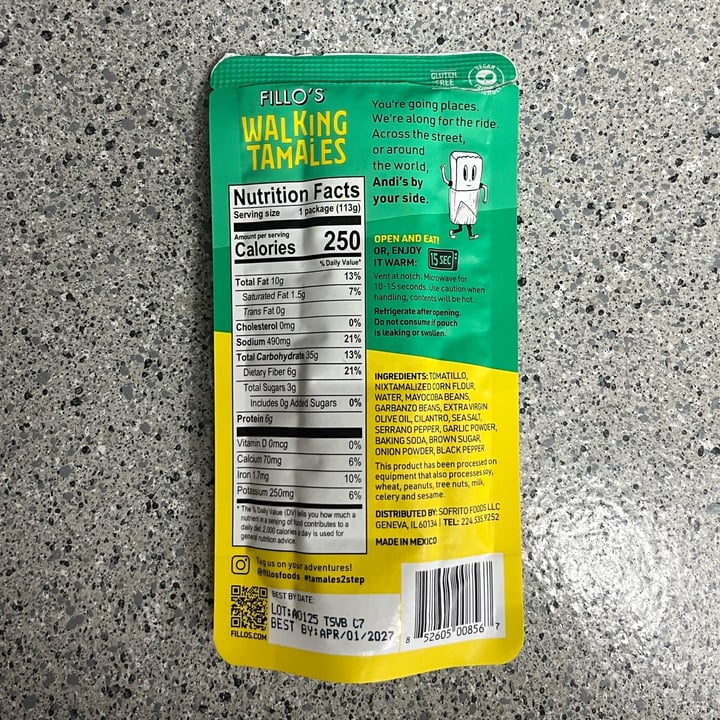 GLUTEN
FREE
VEGAN
FILLO'S
WALKING
TAMALES
You're going places.
We're along for the ride.
Across the street,
or around
the world,
Andi's by
your side.
Nutrition Facts
Serving size 1 package (113g)
Amount per serving
Calories 250
% Daily Value*
Total Fat 10g 13%
Saturated Fat 1.5g 7%
Trans Fat 0g
Cholesterol 0mg 0%
Sodium 490mg 21%
Total Carbohydrate 35g 13%
Dietary Fiber 6g 21%
Total Sugars 3g
Includes 0g Added Sugars 0%
Protein 6g
Vitamin D 0mcg 0%
Calcium 70mg 6%
Iron 1.7mg 10%
Potassium 250mg 6%
* The % Daily Value (DV) tells you how much a
nutrient in a serving of food contributes to a
daily diet. 2,000 calories a day is used for
general nutrition advice.
OPEN AND EAT!
OR, ENJOY
IT WARM:
15 SEC
Vent at notch. Microwave for
10-15 seconds. Use caution when
handling, contents will be hot.
Refrigerate after opening.
Do not consume if pouch
is leaking or swollen.
INGREDIENTS: TOMATILLO,
NIXTAMALIZED CORN FLOUR,
WATER, MAYOCOBA BEANS,
GARBANZO BEANS, EXTRA VIRGIN
OLIVE OIL, CILANTRO, SEA SALT,
SERRANO PEPPER, GARLIC POWDER,
BAKING SODA, BROWN SUGAR,
ONION POWDER, BLACK PEPPER
This product has been processed on
equipment that also processes soy,
wheat, peanuts, tree nuts, milk,
celery and sesame.
DISTRIBUTED BY: SOFRITO FOODS LLC
GENEVA, IL 60134 | TEL: 224.535.9252
MADE IN MEXICO
Tag us on your adventures!
@fillosfoods #tamales2step
FILLOS.COM
BEST BY DATE:
LOT:A0125 TSVB C7
BEST BY:APR/01/2027
8 52605 00856 7